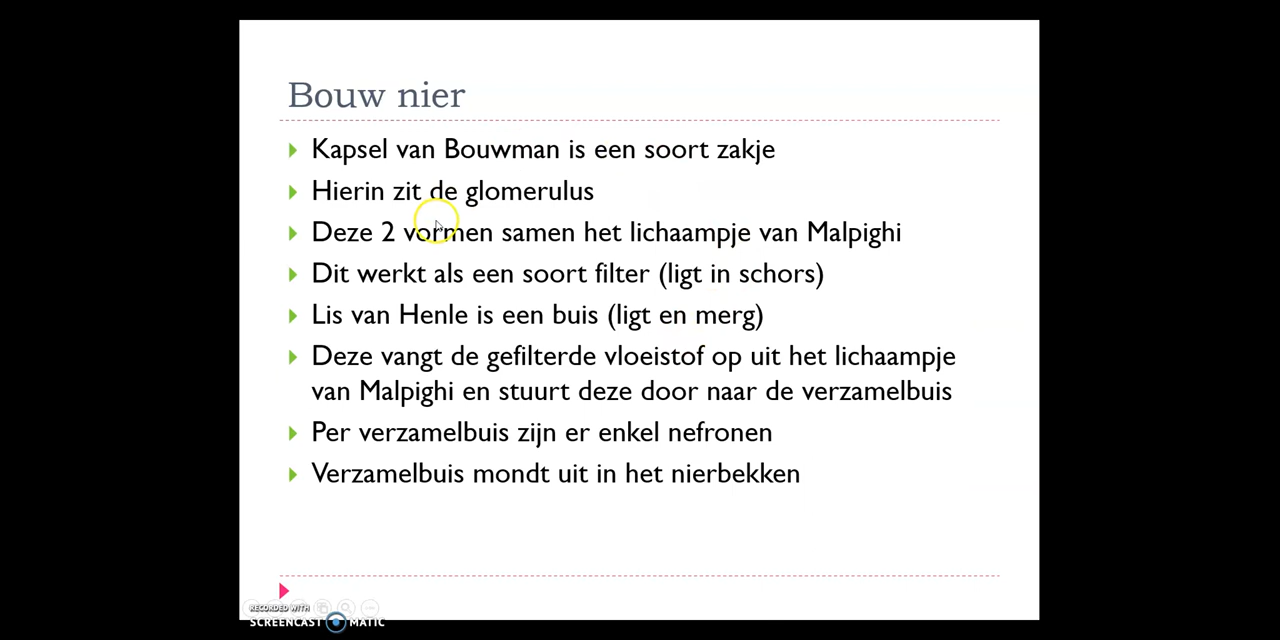 Bouw nier
Kapsel van Bouwman is een soort zakje
Hierin zit de glomerulus
Deze 2 vormen samen het lichaampje van Malpighi
Dit werkt als een soort filter (ligt in schors)
Lis van Henle is een buis (ligt en merg)
Deze vangt de gefilterde vloeistof op uit het lichaampje
van Malpighi en stuurt deze door naar de verzamelbuis
Per verzamelbuis zijn er enkel nefronen
Verzamelbuis mondt uit in het nierbekken
RECORDED WITH
SCREENCAST MATIC